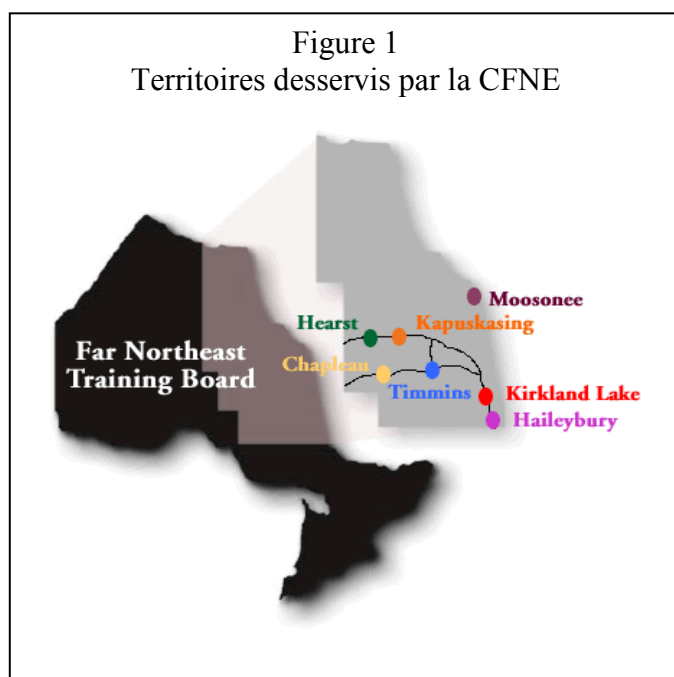 Figure 1
Territoires desservis par la CFNE
Moosonee
Hearst
Kapuskasing
Far Northeast
Training Board
Chapleau
Timmins
Kirkland Lake
Haileybury